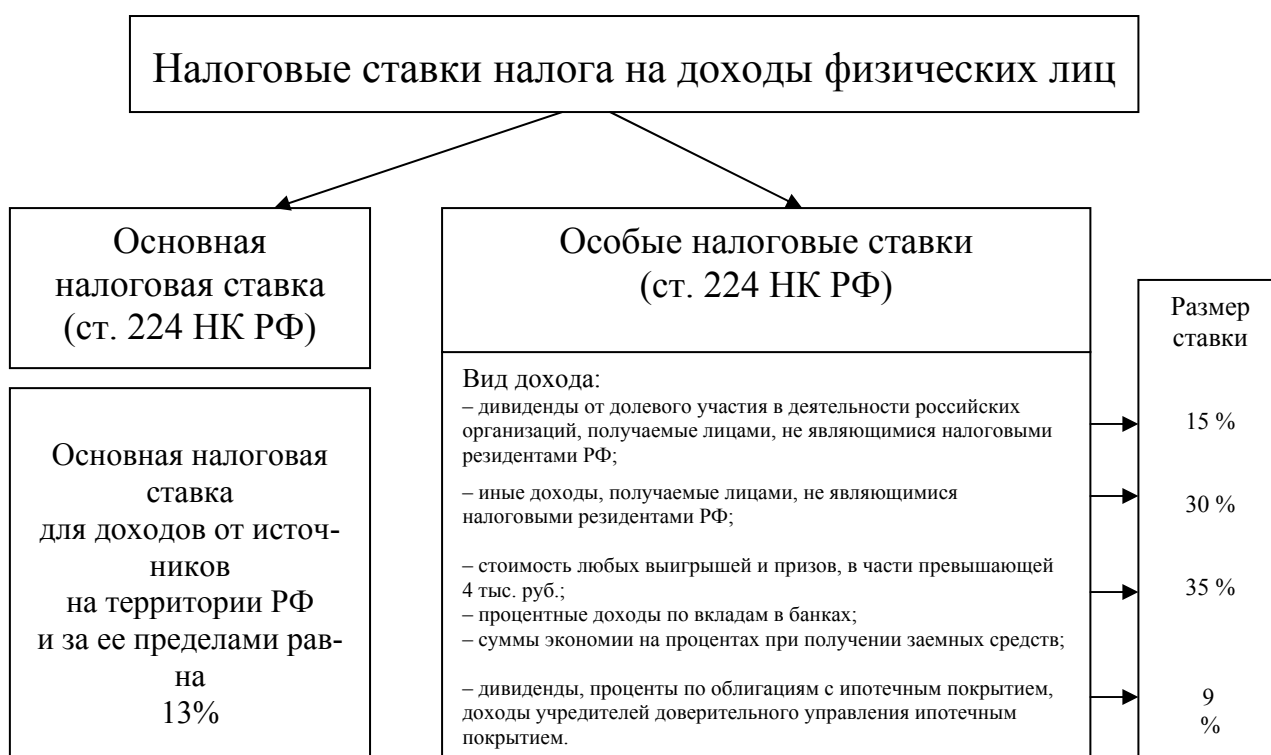 Налоговые ставки налога на доходы физических лиц
Основная
налоговая ставка
(ст. 224 НК РФ)
Основная налоговая
ставка
для доходов от источ-
ников
на территории РФ
и за ее пределами рав-
на
13%
Особые налоговые ставки
(ст. 224 НК РФ)
Вид дохода:
– дивиденды от долевого участия в деятельности российских
организаций, получаемые лицами, не являющимися налоговыми
резидентами РФ;
– иные доходы, получаемые лицами, не являющимися
налоговыми резидентами РФ;
– стоимость любых выигрышей и призов, в части превышающей
4 тыс. руб.;
– процентные доходы по вкладам в банках;
– суммы экономии на процентах при получении заемных средств;
– дивиденды, проценты по облигациям с ипотечным покрытием,
доходы учредителей доверительного управления ипотечным
покрытием.
Размер
ставки
15 %
30 %
35 %
9
%